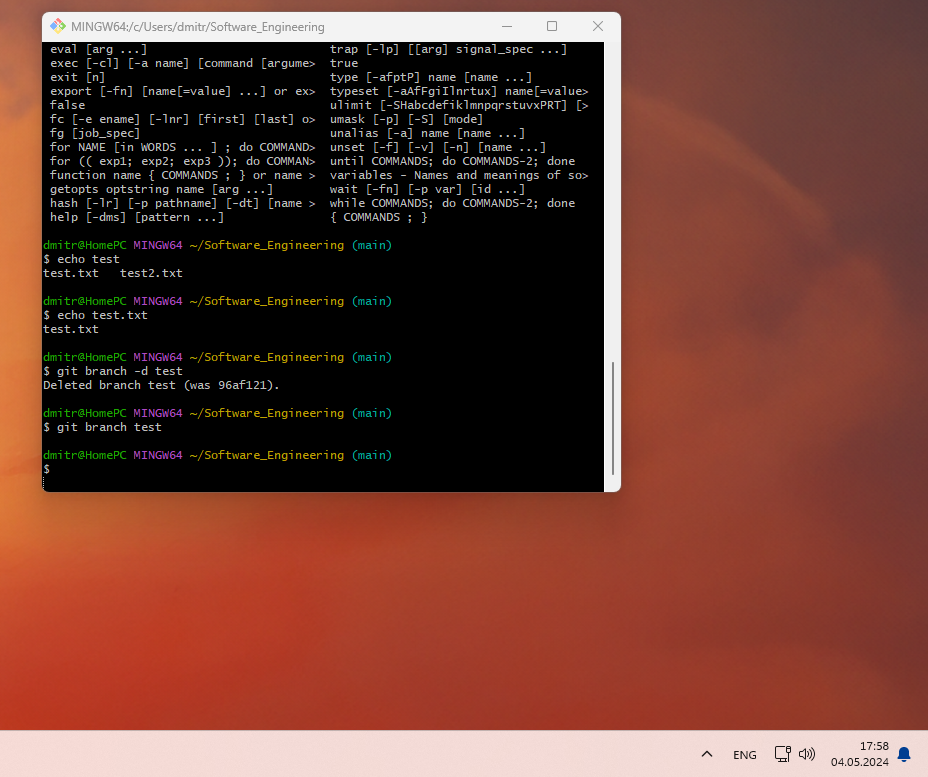 MINGW64:/c/Users/dmitr/Software_Engineering
eval [arg ...] trap [-lp] [[arg] signal_spec ...]
exec [-cl] [-a name] [command [argume> true
exit [n] type [-afptP] name [name ...]
export [-fn] [name[=value] ...] or ex> typeset [-aAfFgiIlnrtux] name[=value>
false ulimit [-SHabcdefiklmnpqrstuvxPRT] [>
fc [-e ename] [-lnr] [first] [last] o> umask [-p] [-S] [mode]
fg [job_spec] unalias [-a] name [name ...]
for NAME [in WORDS ... ] ; do COMMAND> unset [-f] [-v] [-n] [name ...]
for (( exp1; exp2; exp3 )); do COMMAN> until COMMANDS; do COMMANDS-2; done
function name { COMMANDS ; } or name > variables - Names and meanings of so>
getopts optstring name [arg ...] wait [-fn] [-p var] [id ...]
hash [-lr] [-p pathname] [-dt] [name > while COMMANDS; do COMMANDS-2; done
help [-dms] [pattern ...] { COMMANDS ; }
dmitr@HomePC MINGW64 ~/Software_Engineering (main)
$ echo test
test.txt test2.txt
dmitr@HomePC MINGW64 ~/Software_Engineering (main)
$ echo test.txt
test.txt
dmitr@HomePC MINGW64 ~/Software_Engineering (main)
$ git branch -d test
Deleted branch test (was 96af121).
dmitr@HomePC MINGW64 ~/Software_Engineering (main)
$ git branch test
dmitr@HomePC MINGW64 ~/Software_Engineering (main)
$
ENG
17:58
04.05.2024